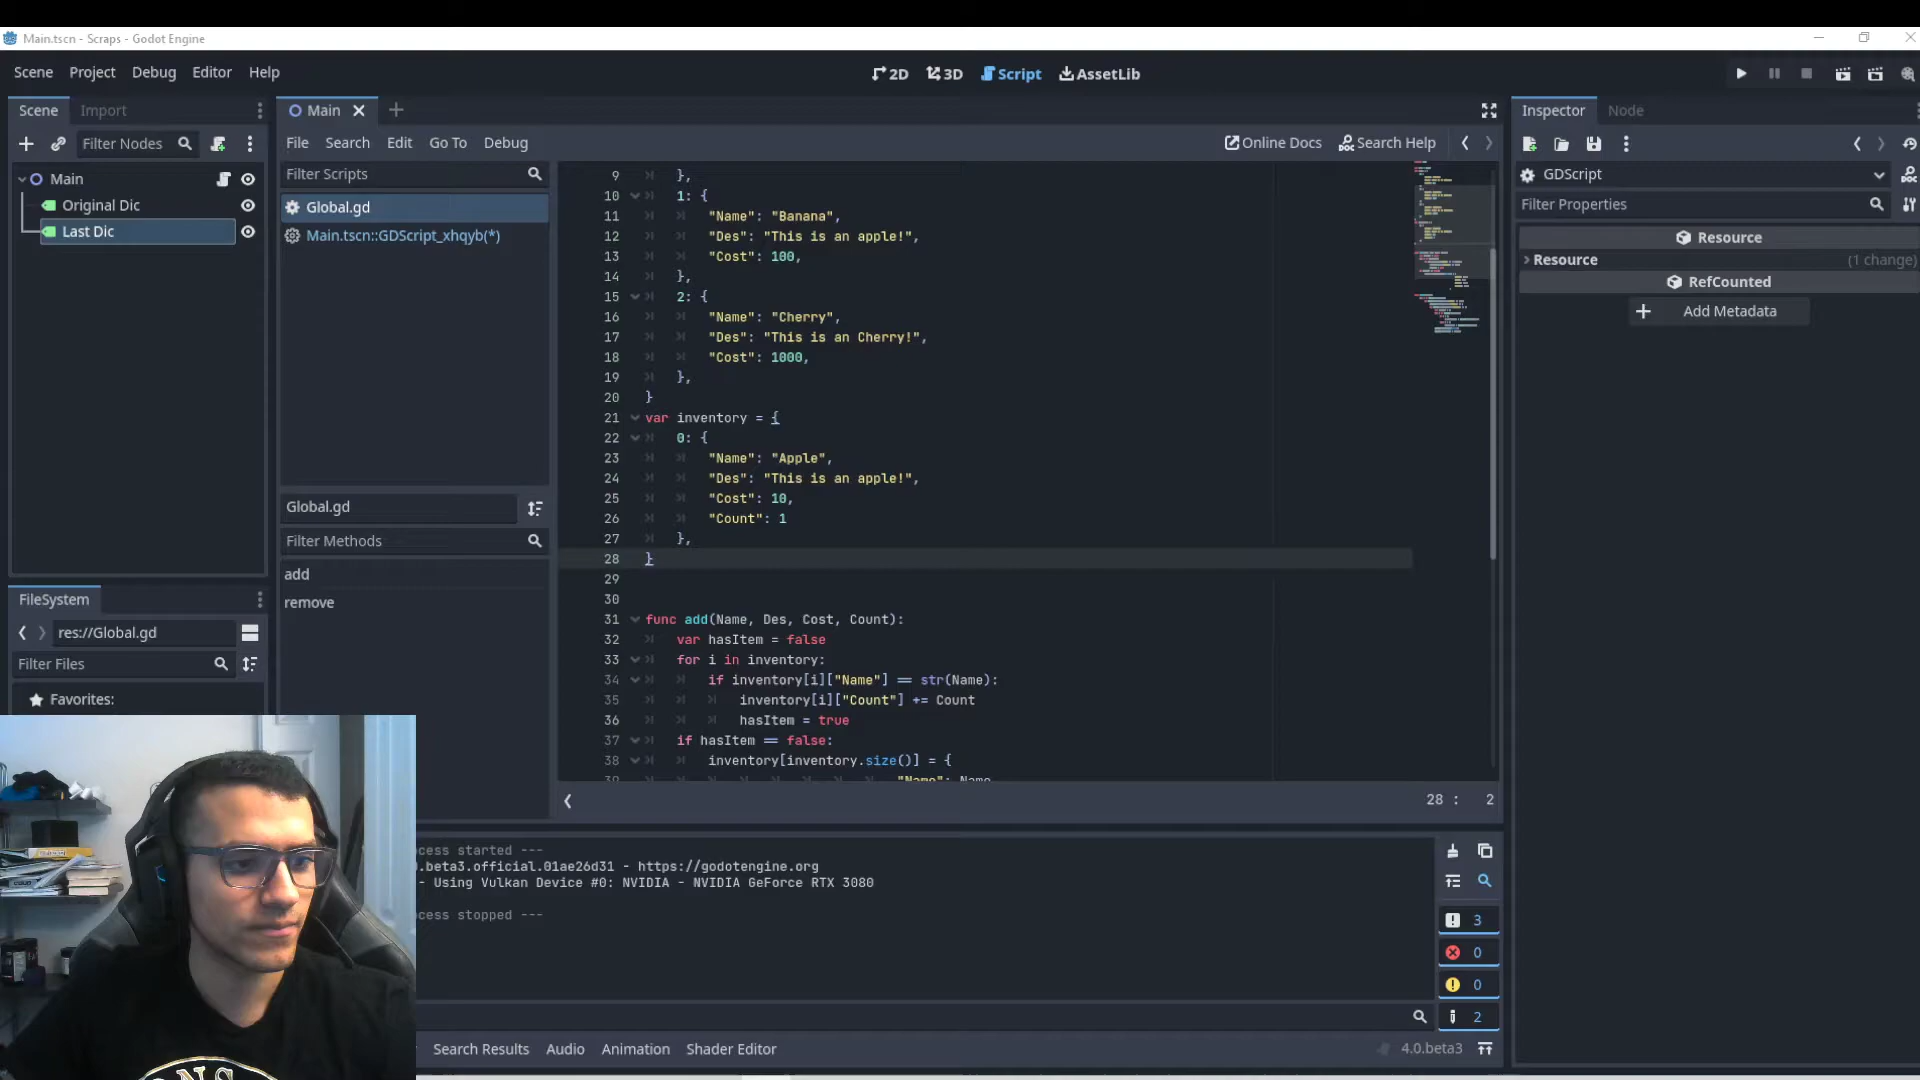 Main.tscn - Scraps - Godot Engine
Scene Project Debug Editor Help
2D 3D Script AssetLib
Scene Import
Main
Inspector Node
Filter Nodes
File Search Edit Go To Debug
Online Docs Search Help
Main
Original Dic
Last Dic
Filter Scripts
Global.gd
Main.tscn::GDScript_xhqyb(*)
Global.gd
Filter Methods
add
remove
9 },
10 1: {
11 "Name": "Banana",
12 "Des": "This is an apple!",
13 "Cost": 100,
14 },
15 2: {
16 "Name": "Cherry",
17 "Des": "This is an Cherry!",
18 "Cost": 1000,
19 },
20 }
21 var inventory = {
22 0: {
23 "Name": "Apple",
24 "Des": "This is an apple!",
25 "Cost": 10,
26 "Count": 1
27 },
28 }
29
30
31 func add(Name, Des, Cost, Count):
32 var hasItem = false
33 for i in inventory:
34 if inventory[i]["Name"] == str(Name):
35 inventory[i]["Count"] += Count
36 hasItem = true
37 if hasItem == false:
38 inventory[inventory.size()] = {
28 : 2
GDScript
Filter Properties
Resource
Resource (1 change)
RefCounted
Add Metadata
FileSystem
res://Global.gd
Filter Files
Favorites:
ocess started ---
.beta3.official.01ae26d31 - https://godotengine.org
- Using Vulkan Device #0: NVIDIA - NVIDIA GeForce RTX 3080
ocess stopped ---
3
0
0
2
Search Results Audio Animation Shader Editor
4.0.beta3